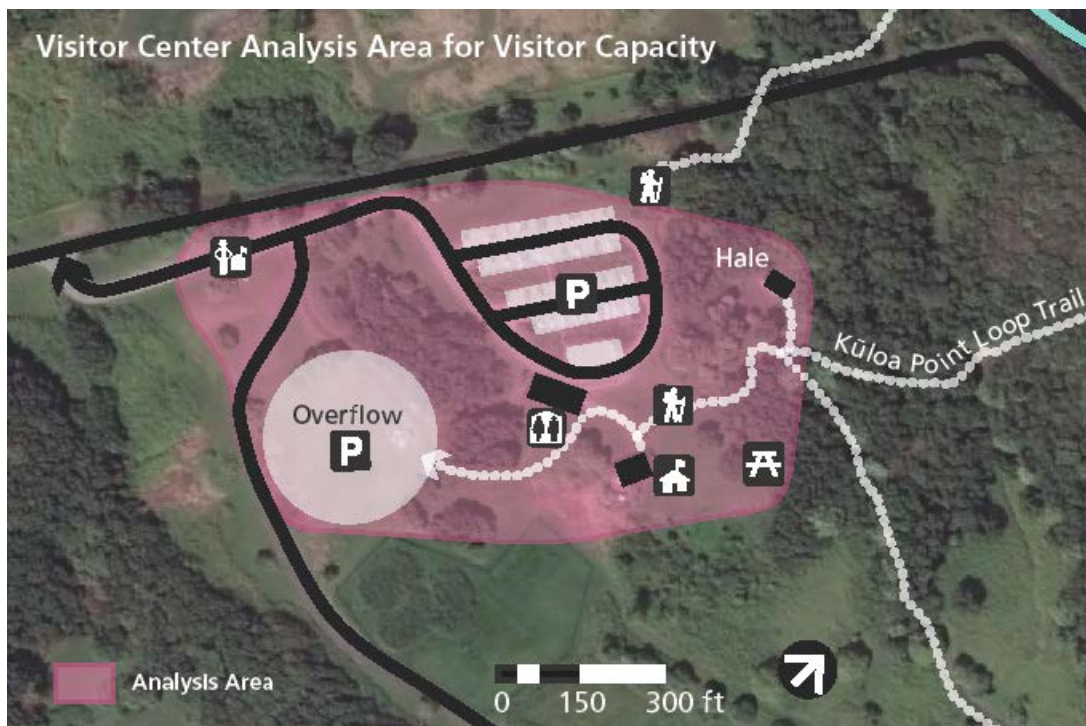 Visitor Center Analysis Area for Visitor Capacity
Hale
Kūloa Point Loop Trail
P
Overflow
P
Analysis Area
0 150 300 ft